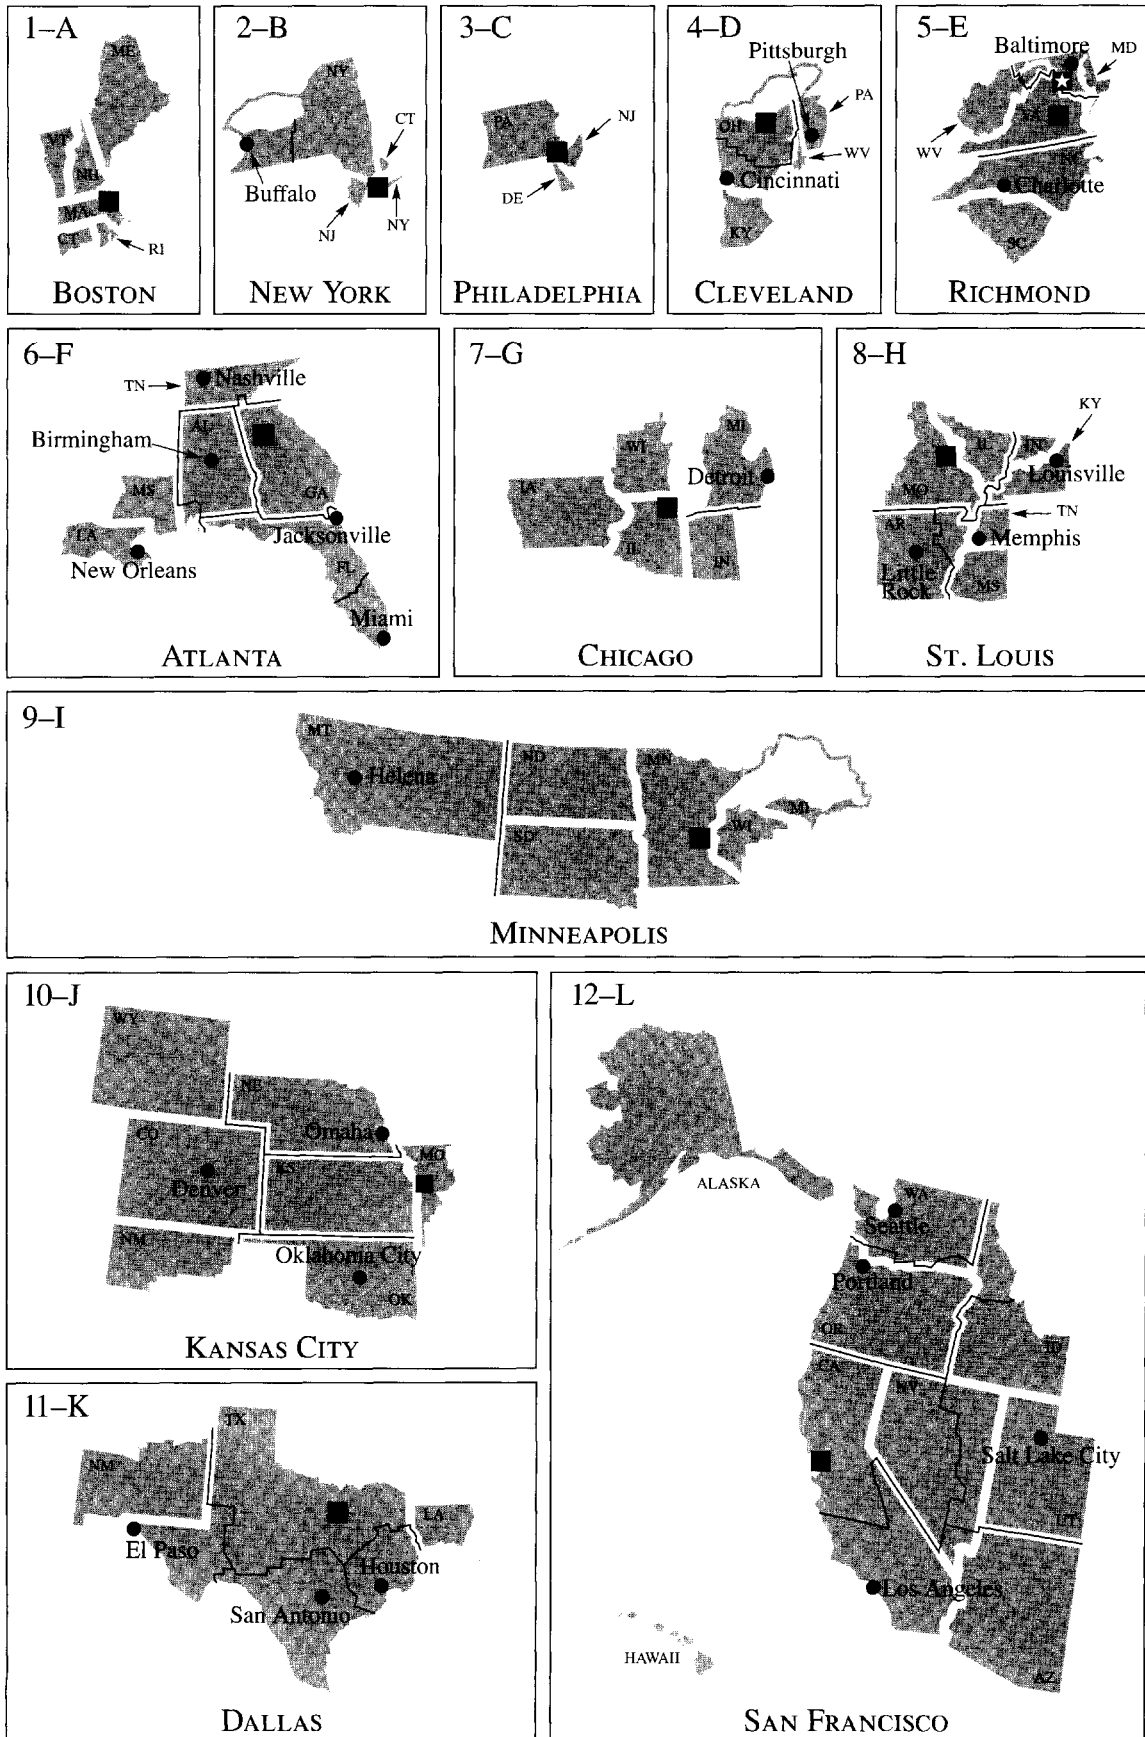 1–A
ME
VT
NH
MA
CT
RI
BOSTON
2–B
NY
CT
Buffalo
NJ
NY
NEW YORK
3–C
PA
NJ
DE
PHILADELPHIA
4–D
Pittsburgh
PA
OH
WV
Cincinnati
KY
CLEVELAND
5–E
Baltimore
MD
VA
WV
NC
Charlotte
SC
RICHMOND
6–F
TN
Nashville
AL
Birmingham
MS
GA
LA
Jacksonville
New Orleans
FL
Miami
ATLANTA
7–G
WI
MI
Detroit
IA
IL
IN
CHICAGO
8–H
KY
IL
IN
Louisville
MO
TN
AR
Memphis
Little
Rock
MS
ST. LOUIS
9–I
MT
ND
MN
Helena
MI
WI
SD
MINNEAPOLIS
10–J
WY
NE
Omaha
CO
MO
KS
Denver
NM
Oklahoma City
OK
KANSAS CITY
11–K
TX
NM
LA
El Paso
Houston
San Antonio
DALLAS
12–L
ALASKA
WA
Seattle
Portland
OR
ID
CA
NV
Salt Lake City
UT
Los Angeles
HAWAII
AZ
SAN FRANCISCO